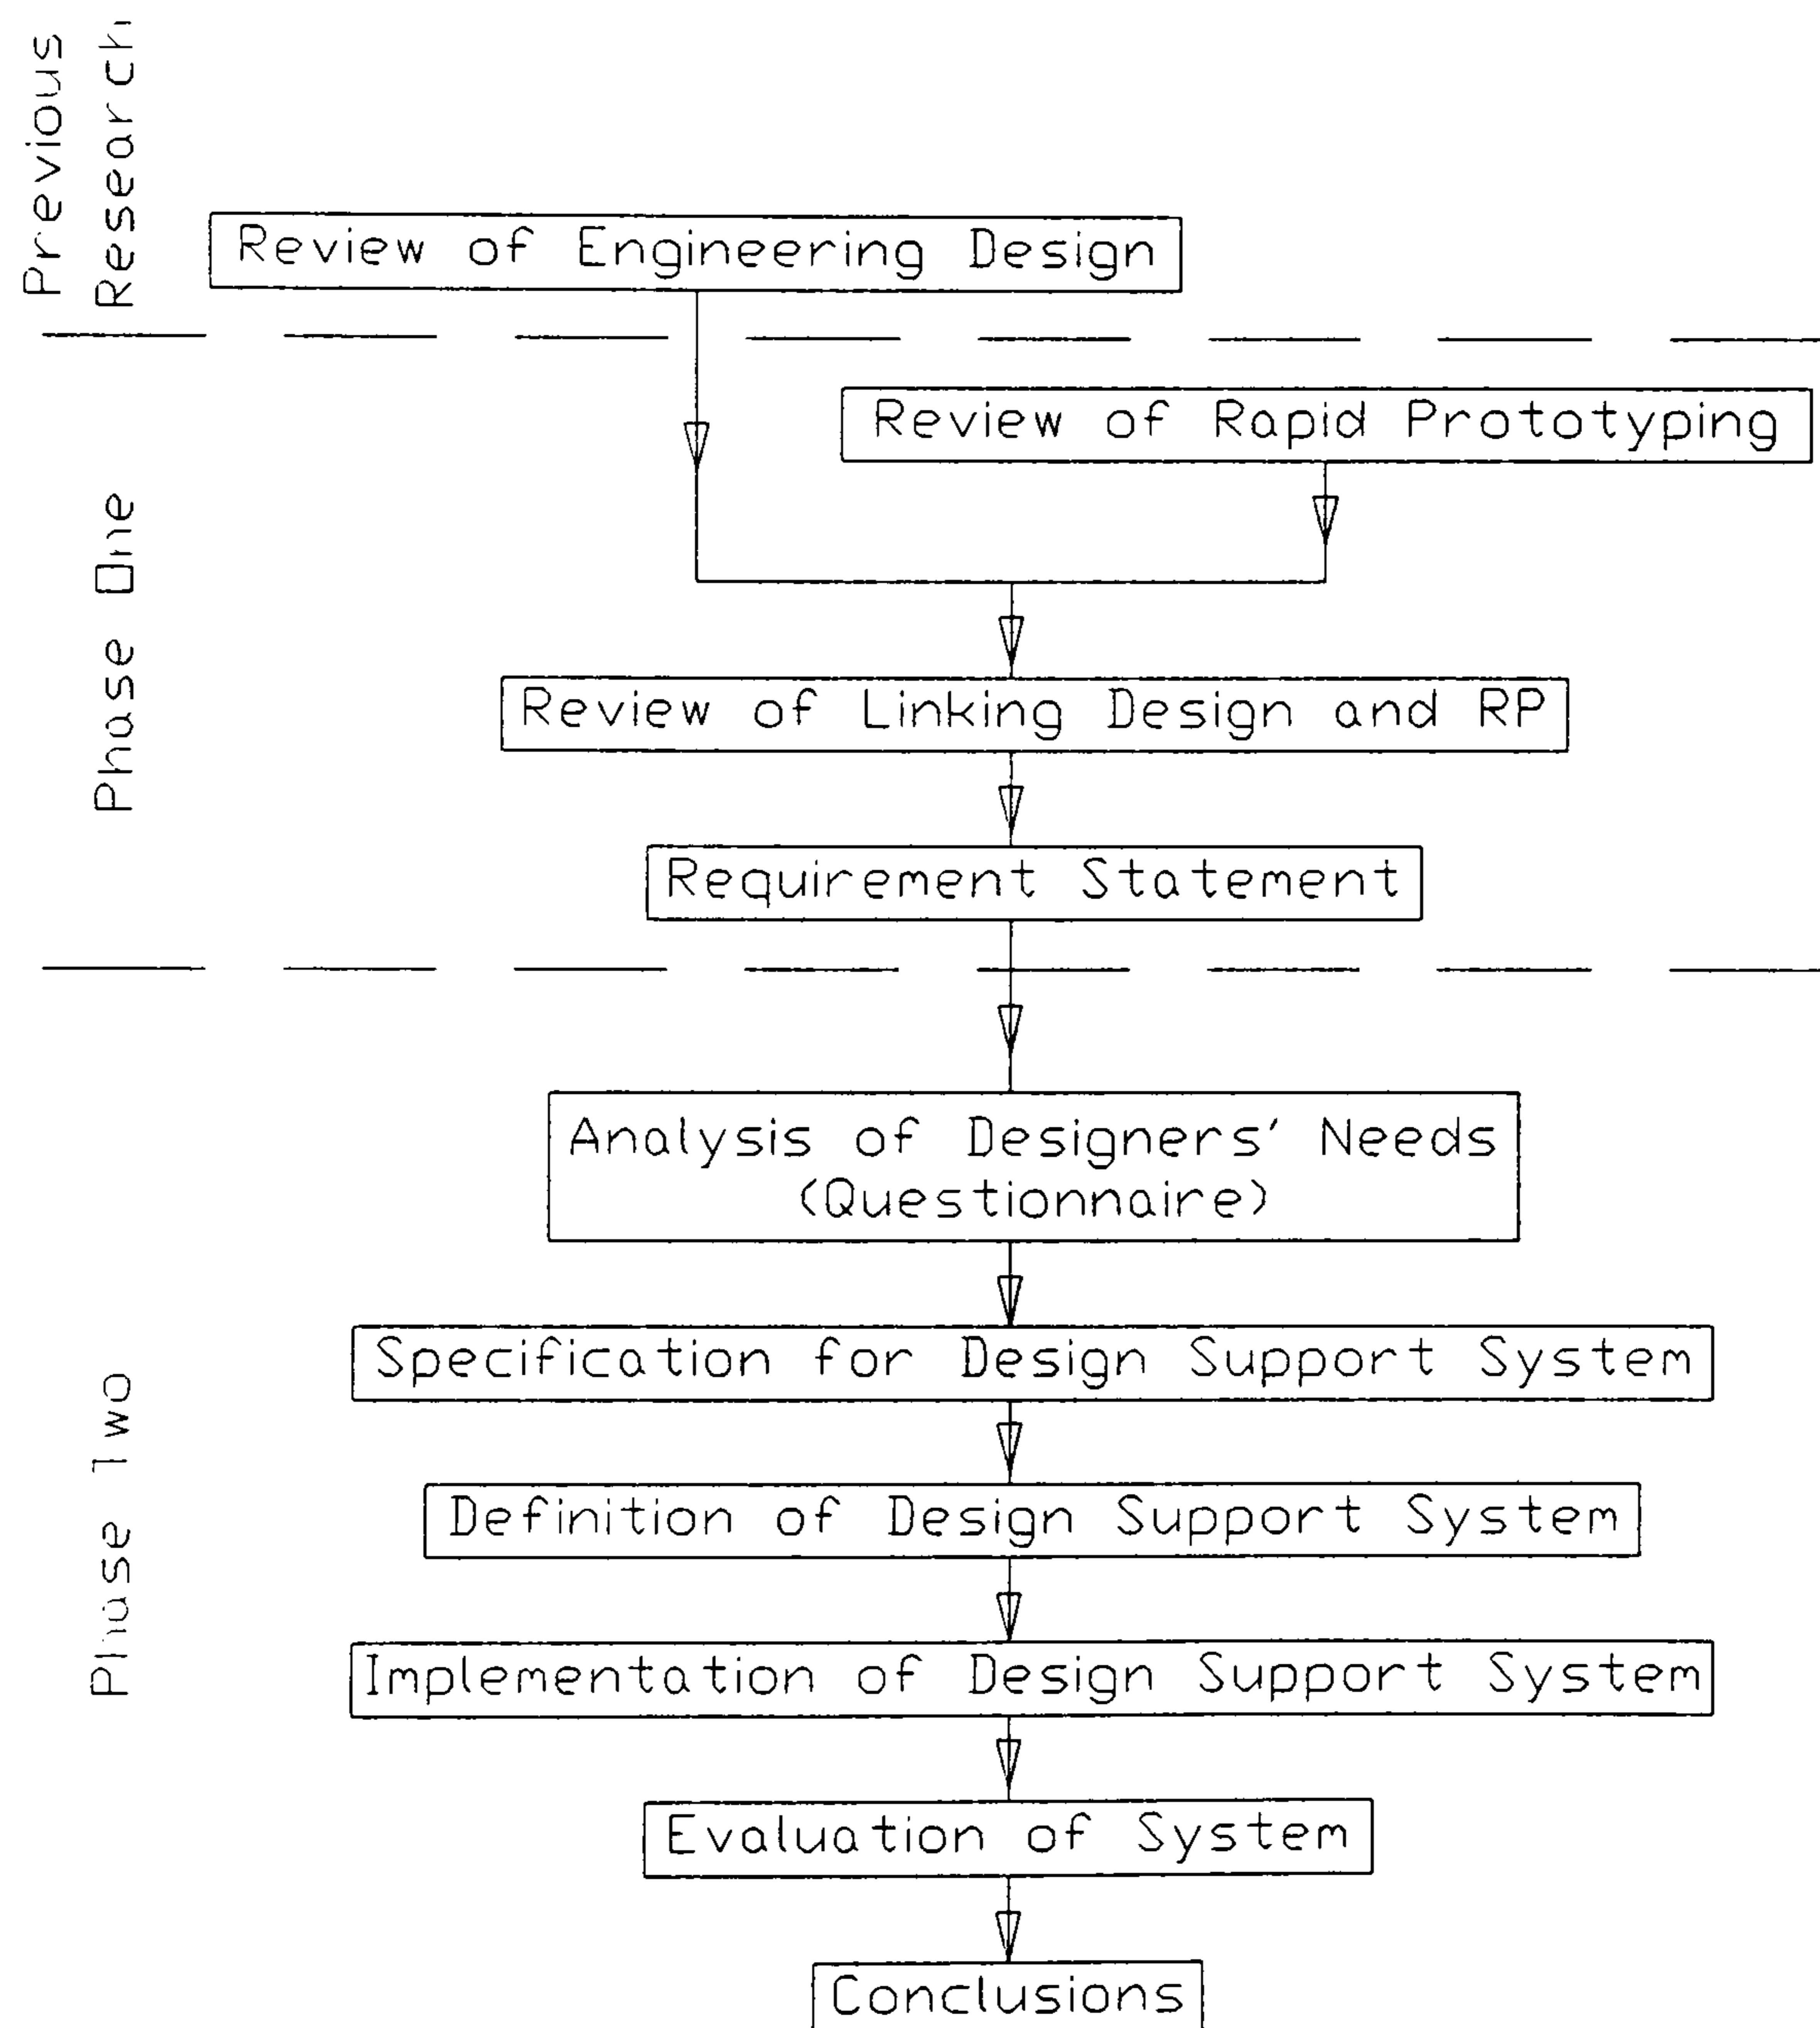 Previous
Research
Review of Engineering Design
Phase One
Review of Rapid Prototyping
Review of Linking Design and RP
Requirement Statement
Phase Two
Analysis of Designers' Needs
(Questionnaire)
Specification for Design Support System
Definition of Design Support System
Implementation of Design Support System
Evaluation of System
Conclusions